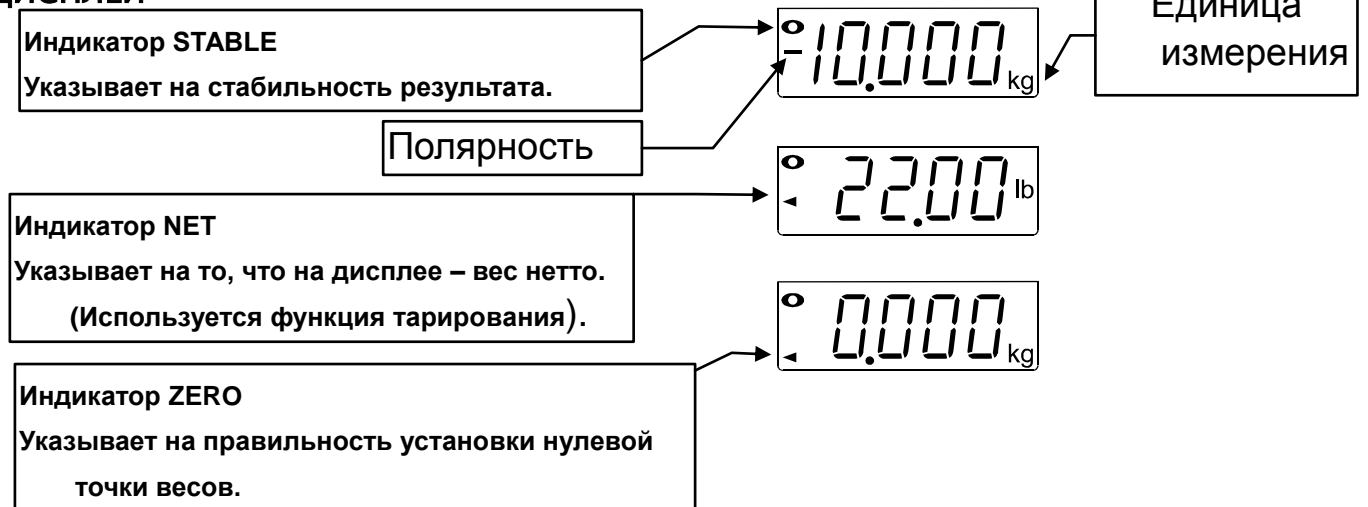 ДИСПЛЕЙ
Индикатор STABLE
Указывает на стабильность результата.
Полярность
-10.000 kg
Единица
измерения
Индикатор NET
Указывает на то, что на дисплее – вес нетто.
(Используется функция тарирования).
22.00 lb
Индикатор ZERO
Указывает на правильность установки нулевой
точки весов.
0.000 kg